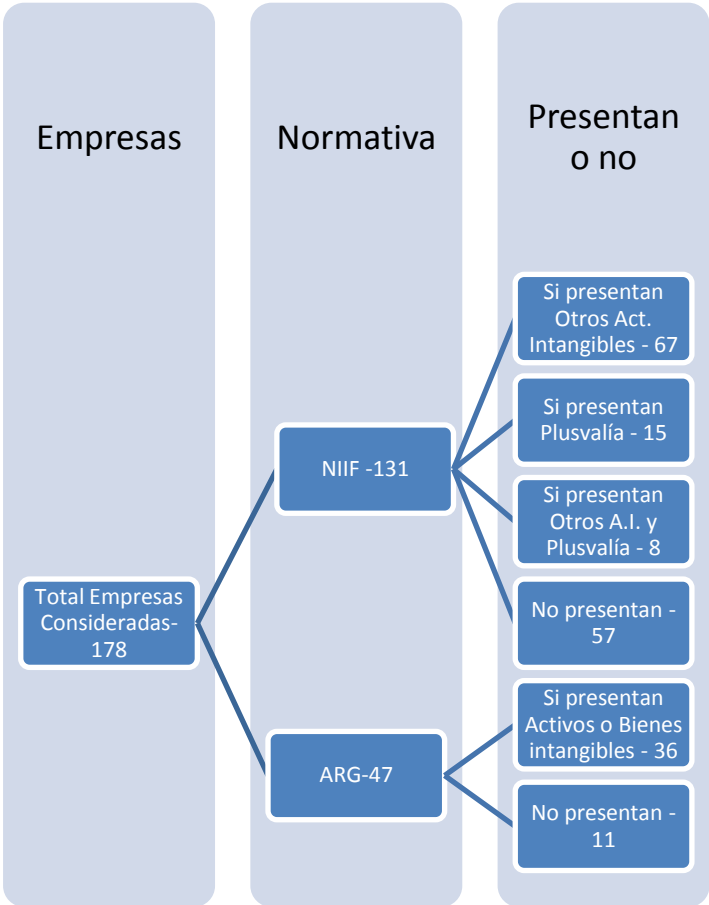 Empresas
Normativa
Presentan
o no
Total Empresas
Consideradas-
178
NIIF -131
ARG-47
Si presentan
Otros Act.
Intangibles - 67
Si presentan
Plusvalía - 15
Si presentan
Otros A.I. y
Plusvalía - 8
No presentan -
57
Si presentan
Activos o Bienes
intangibles - 36
No presentan -
11